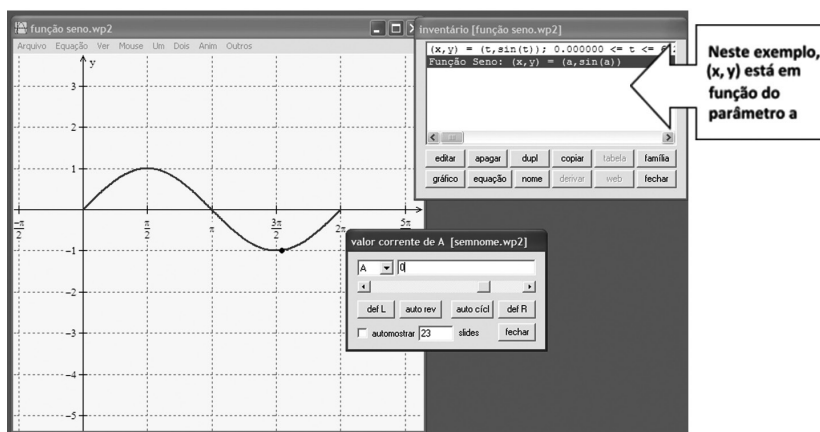 função seno.wp2
Arquivo Equação Ver Mouse Um Dois Anim Outros
y
3
2
1
-π/2
π/2
π
3π/2
2π
5π/2
-1
-2
-3
-4
-5
inventário [função seno.wp2]
(x,y) = (t,sin(t)); 0.000000 <= t <=
Função Seno: (x,y) = (a,sin(a))
editar apagar dupl copiar tabela família
gráfico equação nome derivar web fechar
valor corrente de A [semnome.wp2]
A 0
def L auto rev auto cícl def R
automostrar 23 slides fechar
Neste exemplo,
(x, y) está em
função do
parâmetro a